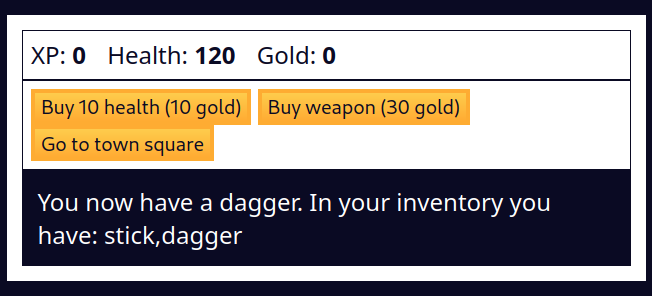 XP: 0 Health: 120 Gold: 0
Buy 10 health (10 gold) Buy weapon (30 gold)
Go to town square
You now have a dagger. In your inventory you
have: stick,dagger